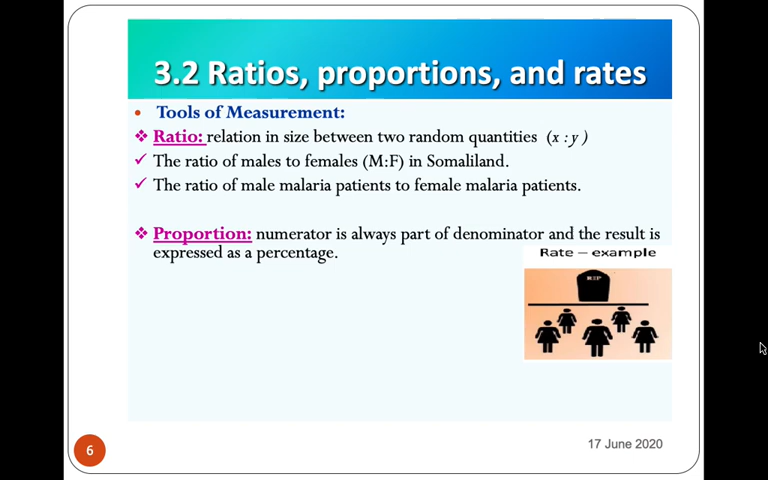 3.2 Ratios, proportions, and rates
• Tools of Measurement:
❖ Ratio: relation in size between two random quantities (x : y )
✓ The ratio of males to females (M:F) in Somaliland.
✓ The ratio of male malaria patients to female malaria patients.
❖ Proportion: numerator is always part of denominator and the result is
expressed as a percentage.
Rate – example
RIP
6
17 June 2020